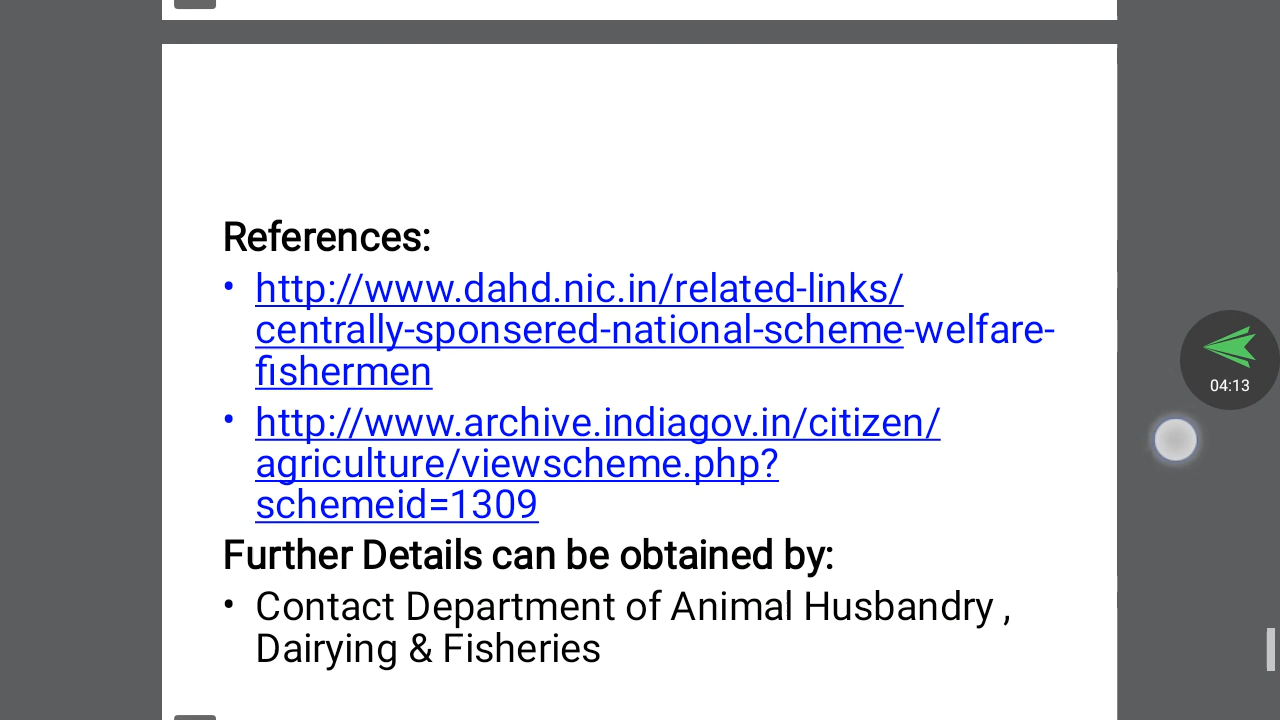 References:
• http://www.dahd.nic.in/related-links/
centrally-sponsered-national-scheme-welfare-
fishermen
• http://www.archive.indiagov.in/citizen/
agriculture/viewscheme.php?
schemeid=1309
Further Details can be obtained by:
• Contact Department of Animal Husbandry ,
Dairying & Fisheries
04:13